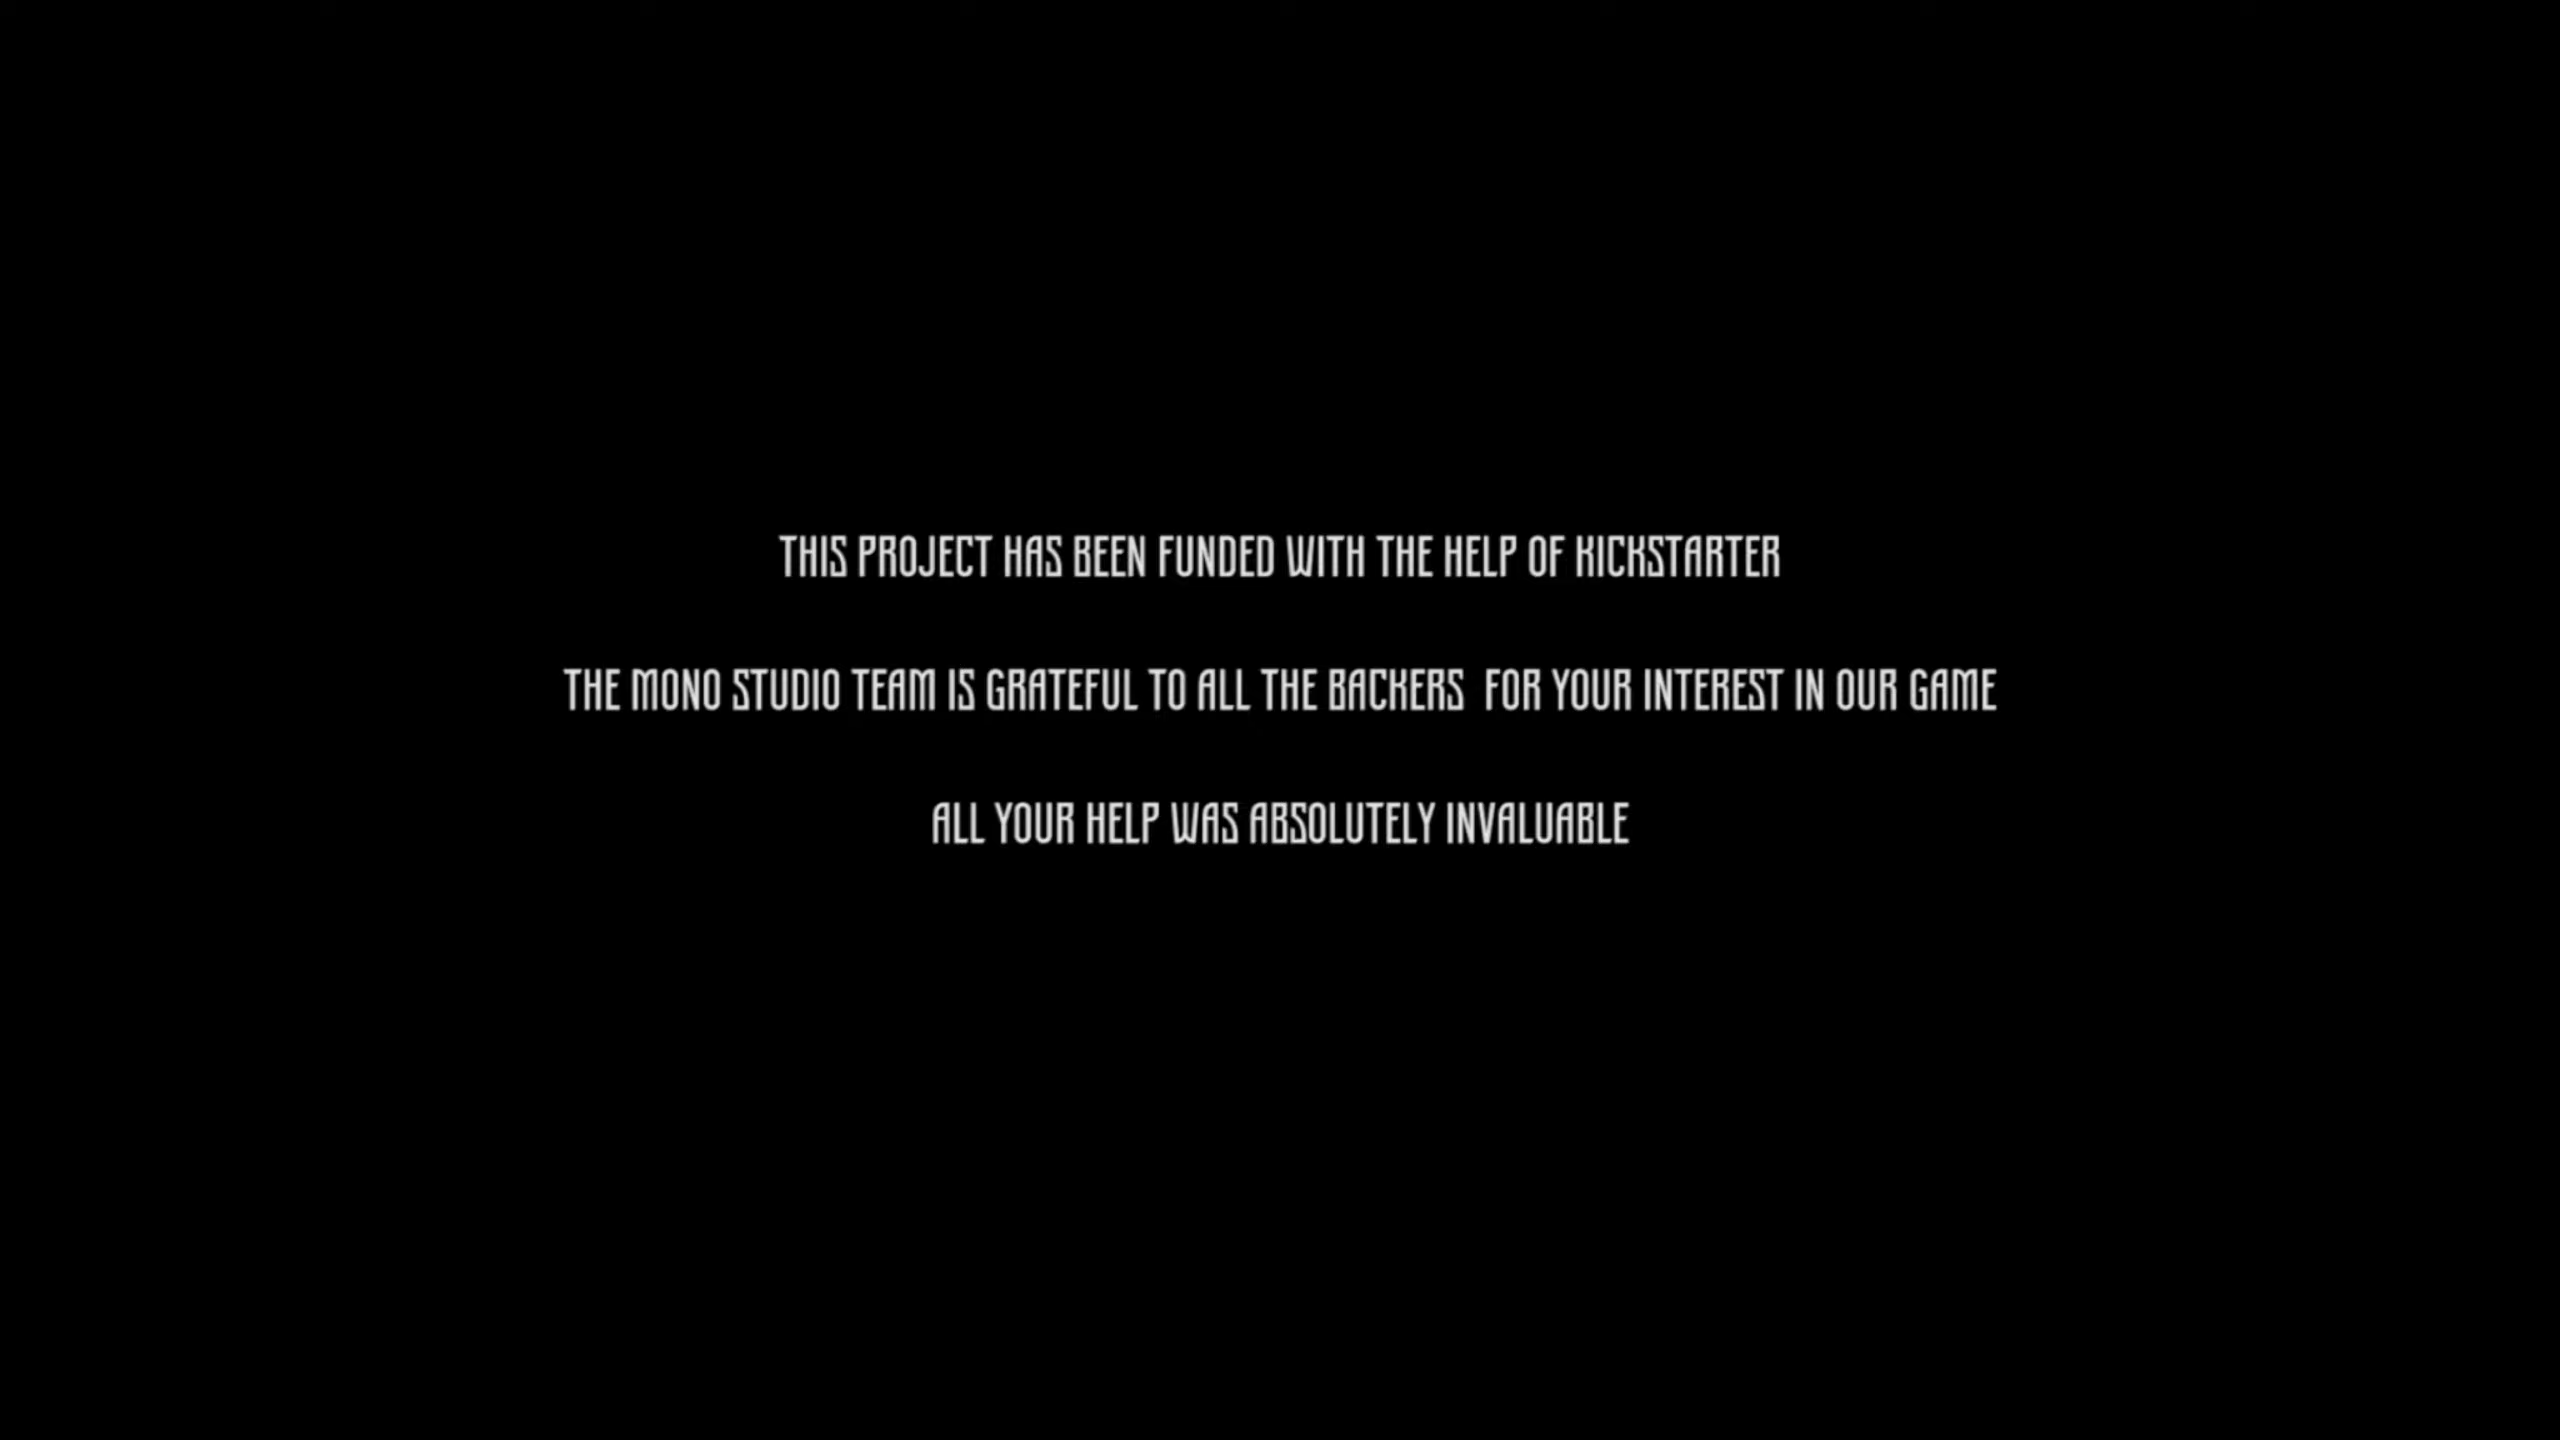 THIS PROJECT HAS BEEN FUNDED WITH THE HELP OF KICKSTARTER
THE MONO STUDIO TEAM IS GRATEFUL TO ALL THE BACKERS  FOR YOUR INTEREST IN OUR GAME
ALL YOUR HELP WAS ABSOLUTELY INVALUABLE